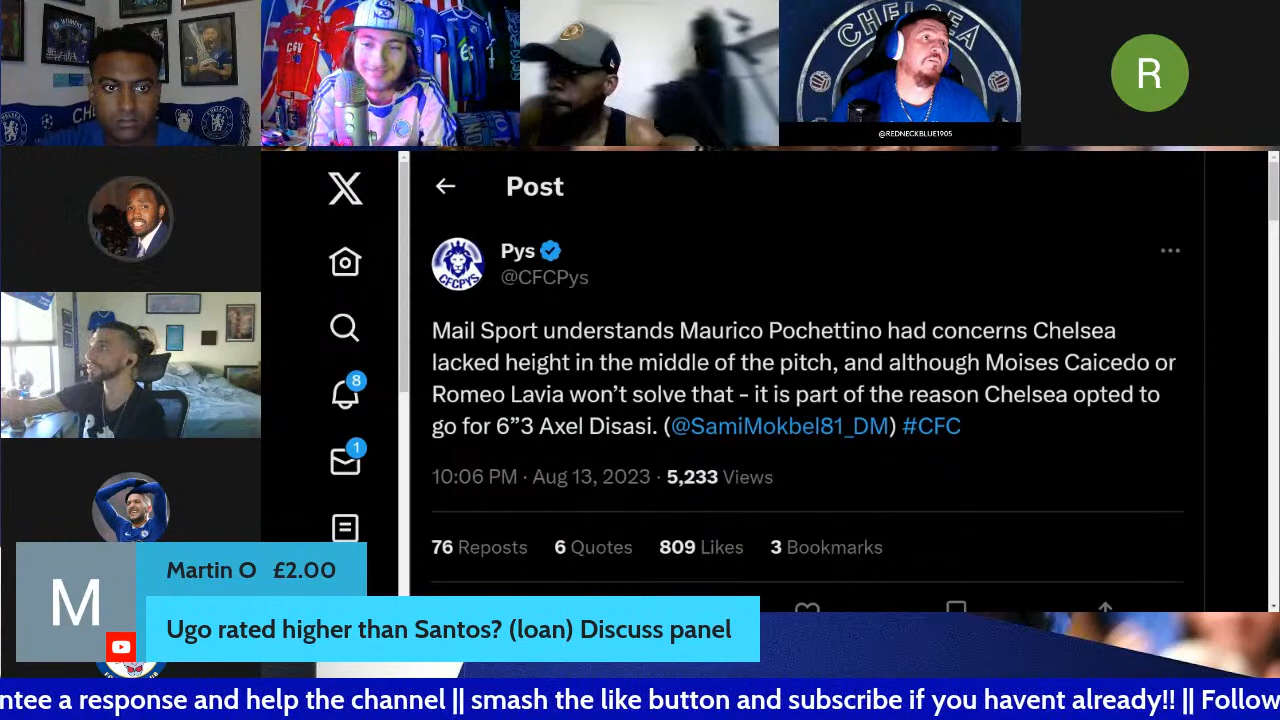 CHELSEA
@REDNECKBLUE1905
R
Post
Pys
@CFCPys
CFCPYS
Mail Sport understands Maurico Pochettino had concerns Chelsea
lacked height in the middle of the pitch, and although Moises Caicedo or
Romeo Lavia won’t solve that - it is part of the reason Chelsea opted to
go for 6”3 Axel Disasi. (@SamiMokbel81_DM) #CFC
10:06 PM · Aug 13, 2023 · 5,233 Views
76 Reposts 6 Quotes 809 Likes 3 Bookmarks
8
1
M
Martin O £2.00
Ugo rated higher than Santos? (loan) Discuss panel
ntee a response and help the channel || smash the like button and subscribe if you havent already!! || Follow